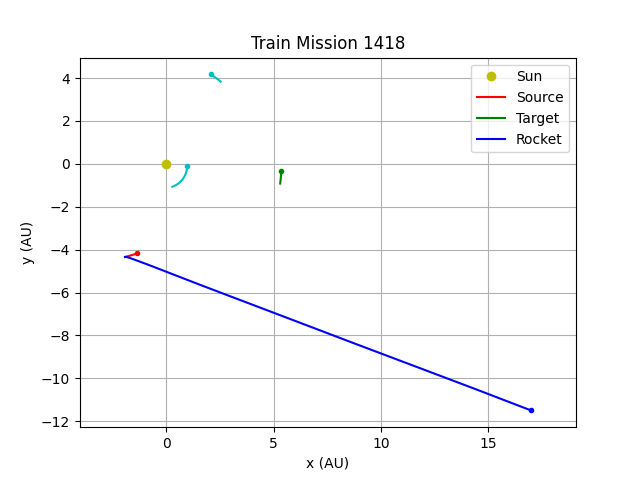 Train Mission 1418
Sun
Source
Target
Rocket
4
2
0
−2
−4
−6
−8
−10
−12
y (AU)
0
5
10
15
x (AU)